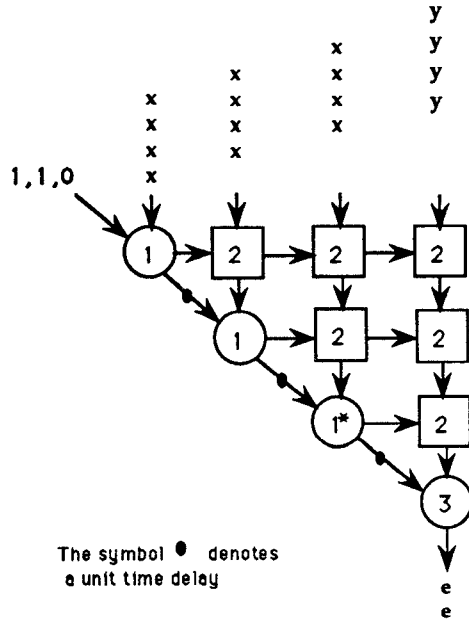 y
x y
x x y
x x x y
x x x
x x
1,1,0 x
1 2 2 2
1 2 2
1* 2
3
The symbol ● denotes
a unit time delay
e
e